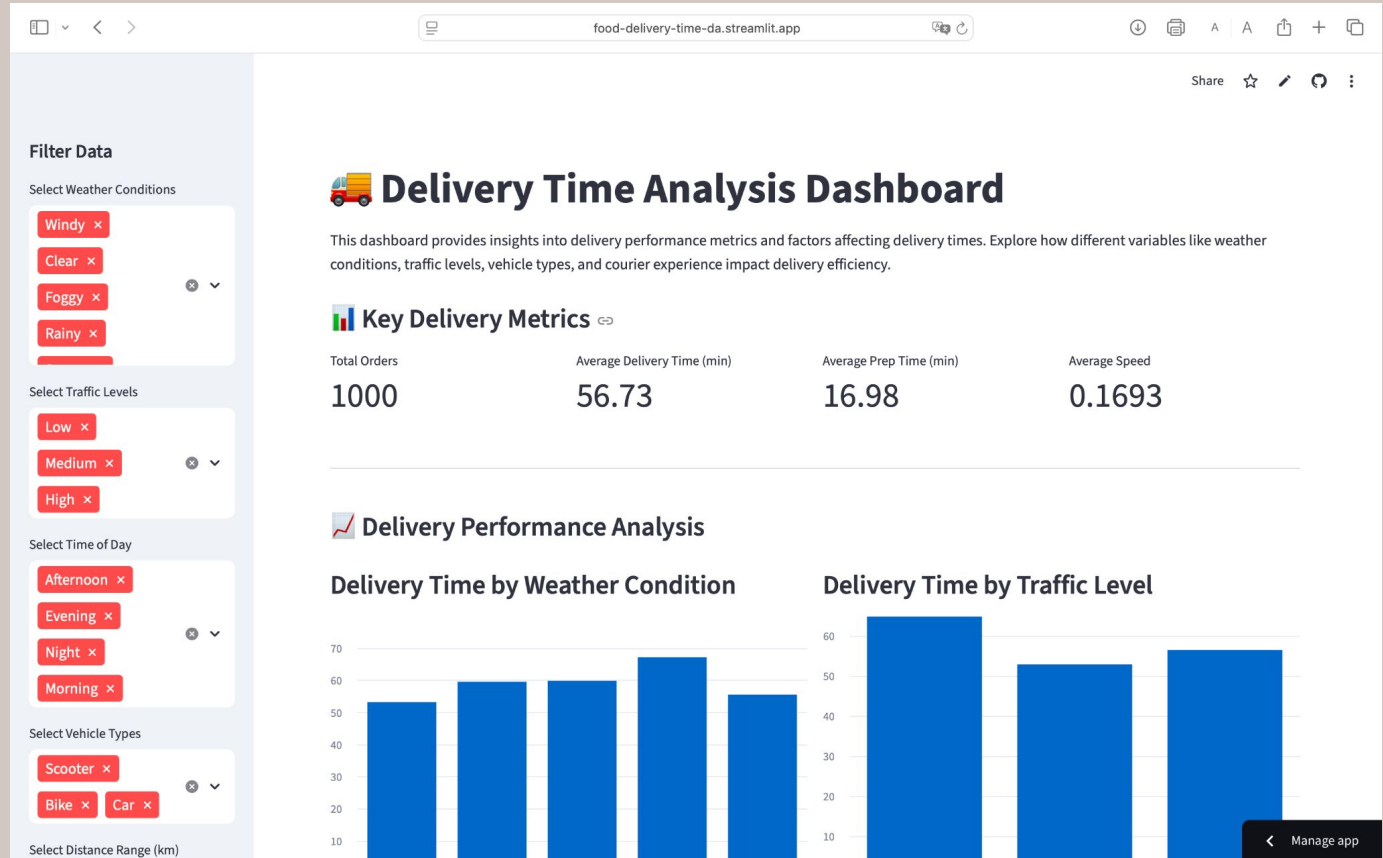 food-delivery-time-da.streamlit.app
A A
Share
Filter Data
Select Weather Conditions
Windy ×
Clear ×
Foggy ×
Rainy ×
Select Traffic Levels
Low ×
Medium ×
High ×
Select Time of Day
Afternoon ×
Evening ×
Night ×
Morning ×
Select Vehicle Types
Scooter ×
Bike × Car ×
Select Distance Range (km)
Delivery Time Analysis Dashboard
This dashboard provides insights into delivery performance metrics and factors affecting delivery times. Explore how different variables like weather
conditions, traffic levels, vehicle types, and courier experience impact delivery efficiency.
Key Delivery Metrics
Total Orders
1000
Average Delivery Time (min)
56.73
Average Prep Time (min)
16.98
Average Speed
0.1693
Delivery Performance Analysis
Delivery Time by Weather Condition
70
60
50
40
30
20
10
Delivery Time by Traffic Level
60
50
40
30
20
10
Manage app